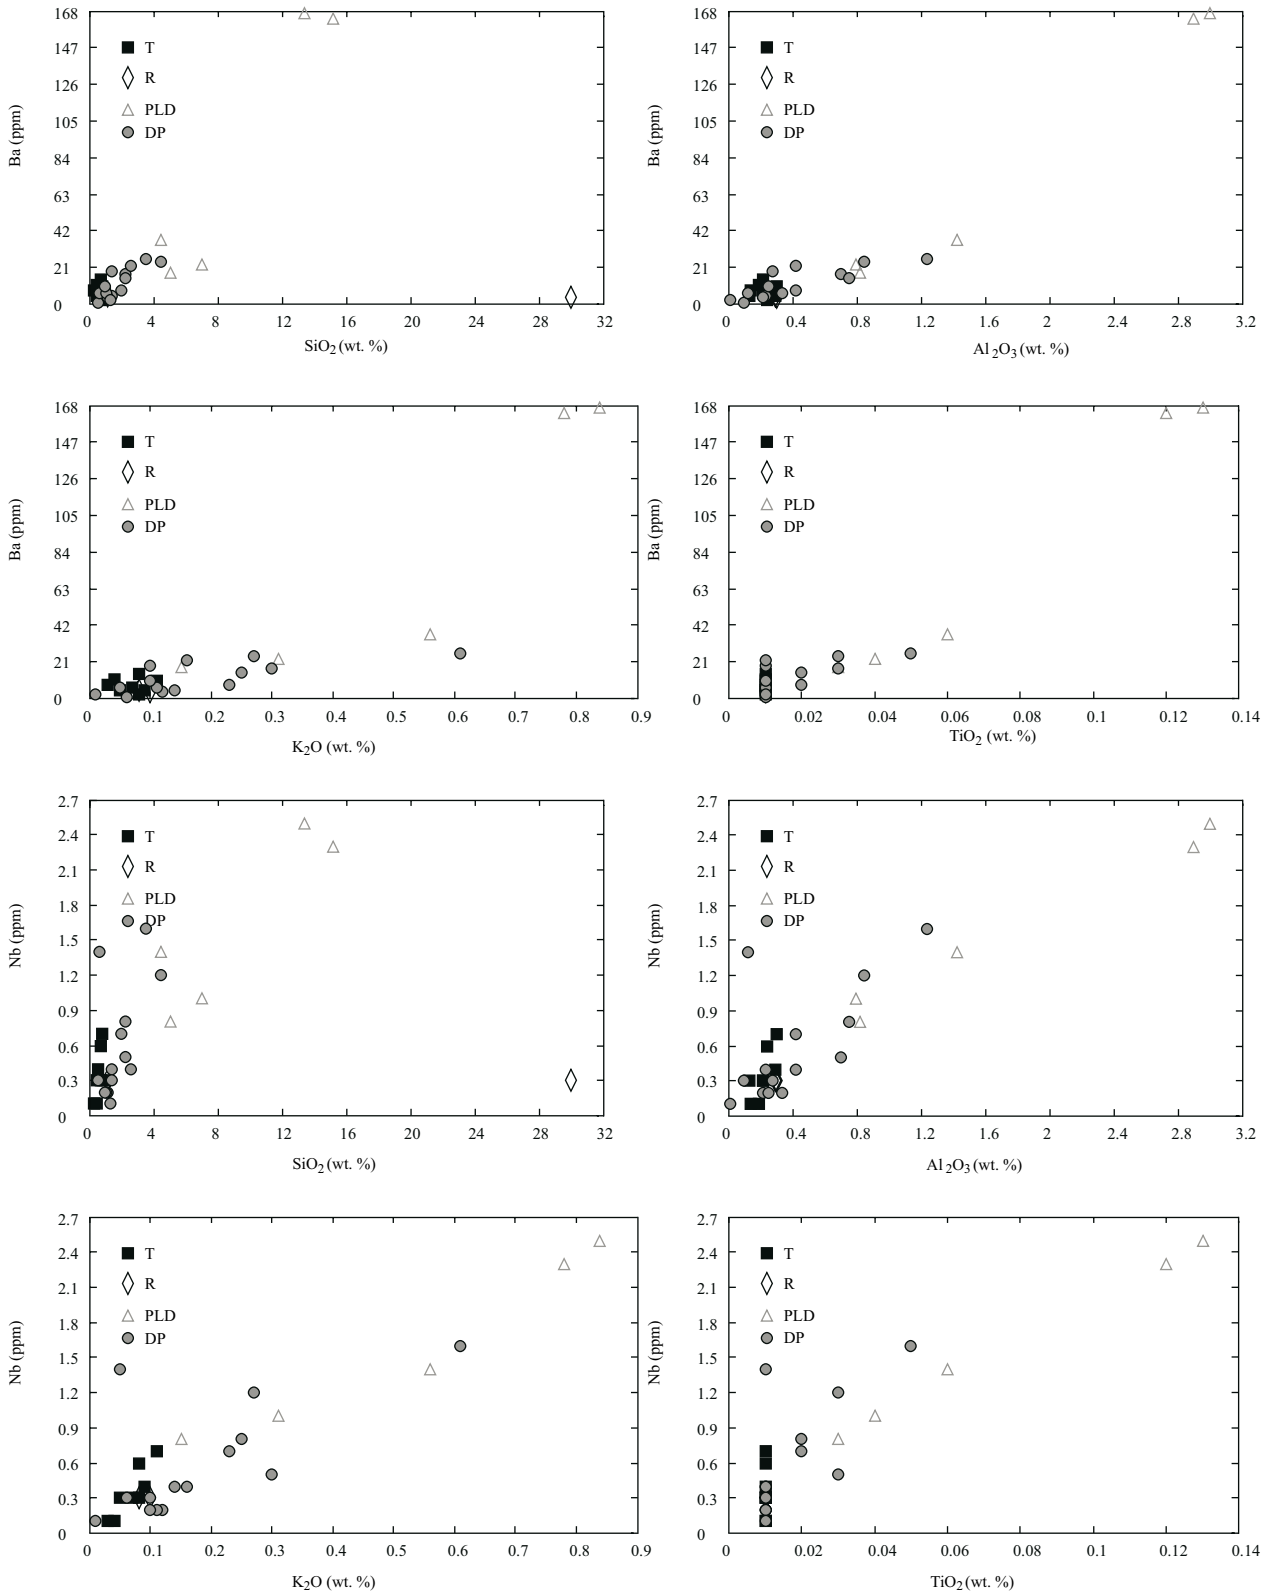 168
147
126
105
84
63
42
21
0
Ba (ppm)
T
R
PLD
DP
0 4 8 12 16 20 24 28 32
SiO₂ (wt. %)
168
147
126
105
84
63
42
21
0
Ba (ppm)
T
R
PLD
DP
0 0.4 0.8 1.2 1.6 2 2.4 2.8 3.2
Al₂O₃ (wt. %)
168
147
126
105
84
63
42
21
0
Ba (ppm)
T
R
PLD
DP
0 0.1 0.2 0.3 0.4 0.5 0.6 0.7 0.8 0.9
K₂O (wt. %)
168
147
126
105
84
63
42
21
0
Ba (ppm)
T
R
PLD
DP
0 0.02 0.04 0.06 0.08 0.1 0.12 0.14
TiO₂ (wt. %)
2.7
2.4
2.1
1.8
1.5
1.2
0.9
0.6
0.3
0
Nb (ppm)
T
R
PLD
DP
0 4 8 12 16 20 24 28 32
SiO₂ (wt. %)
2.7
2.4
2.1
1.8
1.5
1.2
0.9
0.6
0.3
0
Nb (ppm)
T
R
PLD
DP
0 0.4 0.8 1.2 1.6 2 2.4 2.8 3.2
Al₂O₃ (wt. %)
2.7
2.4
2.1
1.8
1.5
1.2
0.9
0.6
0.3
0
Nb (ppm)
T
R
PLD
DP
0 0.1 0.2 0.3 0.4 0.5 0.6 0.7 0.8 0.9
K₂O (wt. %)
2.7
2.4
2.1
1.8
1.5
1.2
0.9
0.6
0.3
0
Nb (ppm)
T
R
PLD
DP
0 0.02 0.04 0.06 0.08 0.1 0.12 0.14
TiO₂ (wt. %)